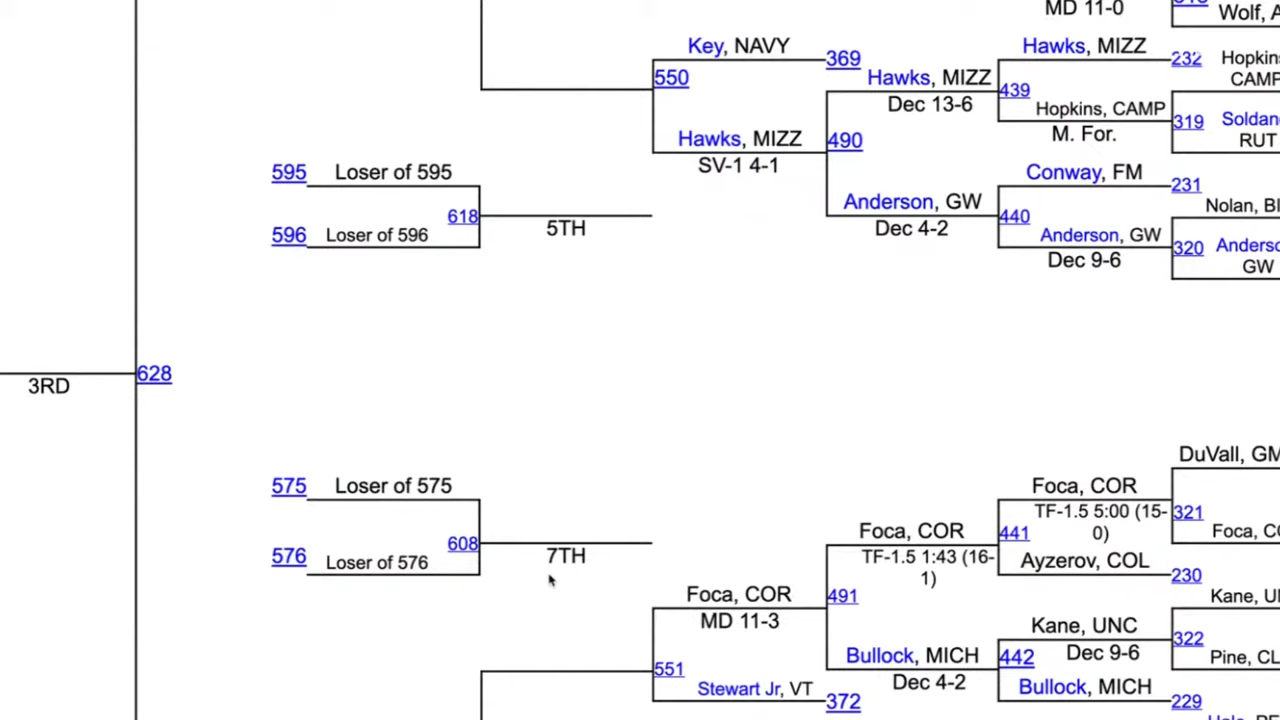 MD 11-0
Wolf, A
Key, NAVY
369
Hawks, MIZZ
232
Hopkins
CAMP
550
Hawks, MIZZ
439
Dec 13-6
Hopkins, CAMP
319
Soldan
RUT
M. For.
Hawks, MIZZ
490
SV-1 4-1
595
Loser of 595
Conway, FM
231
Nolan, Bl
Anderson, GW
440
618
5TH
Dec 4-2
596
Loser of 596
Anderson, GW
320
Anderso
GW
Dec 9-6
3RD
628
DuVall, GM
575
Loser of 575
Foca, COR
321
TF-1.5 5:00 (15-
0)
Foca, CO
Foca, COR
441
608
7TH
TF-1.5 1:43 (16-
1)
576
Loser of 576
Ayzerov, COL
230
Foca, COR
491
Kane, U
MD 11-3
Kane, UNC
322
Dec 9-6
Bullock, MICH
442
Pine, CL
551
Dec 4-2
Stewart Jr, VT
372
Bullock, MICH
229